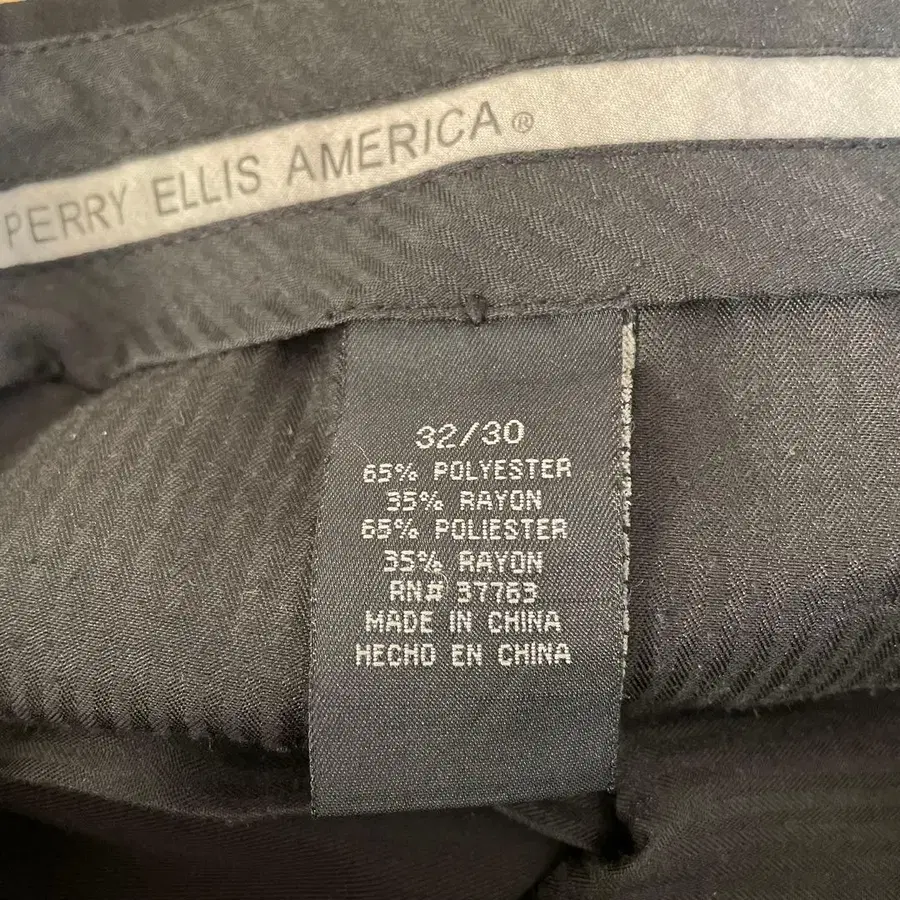 PERRY ELLIS AMERICA®
32/30
65% POLYESTER
35% RAYON
65% POLIESTER
35% RAYON
RN# 37763
MADE IN CHINA
HECHO EN CHINA